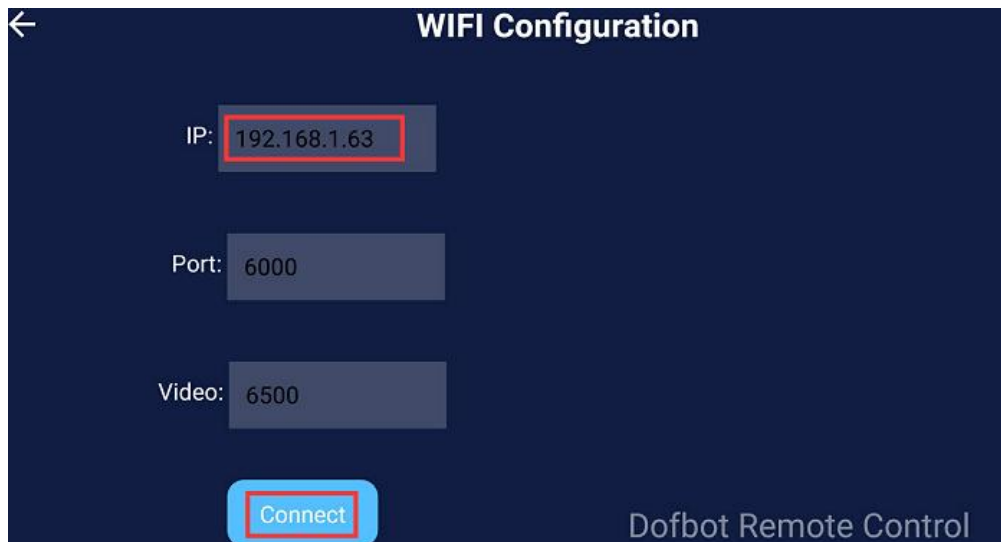 WIFI Configuration
IP: 192.168.1.63
Port: 6000
Video: 6500
Connect
Dofbot Remote Control